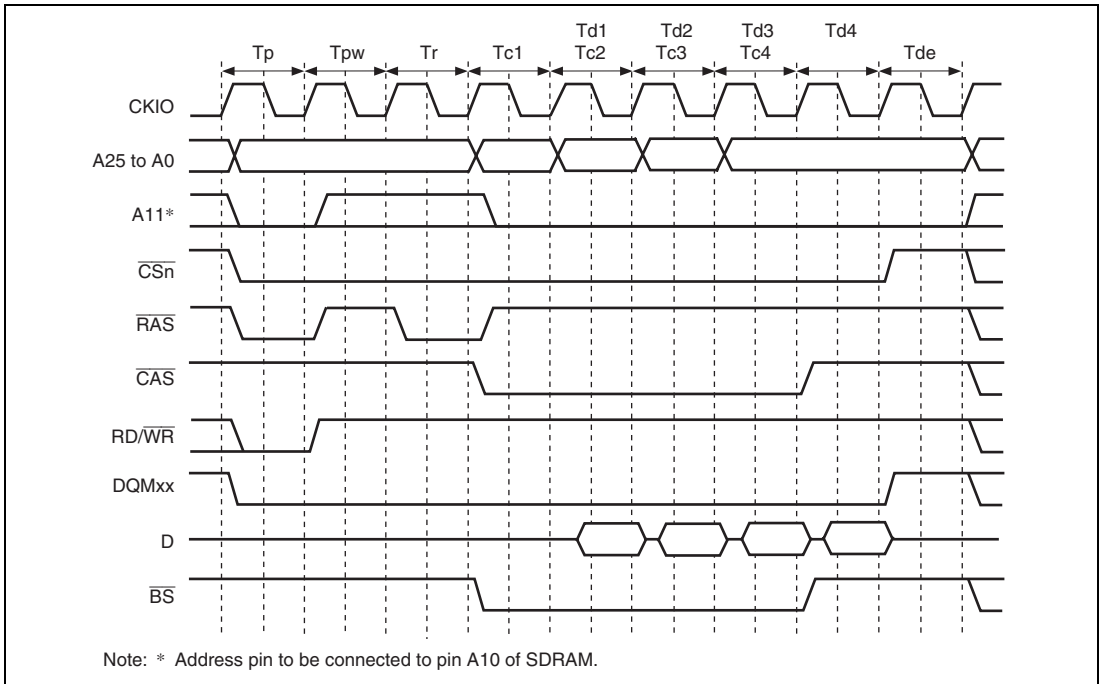 Td1 Td2 Td3 Td4
Tp Tpw Tr Tc1 Tc2 Tc3 Tc4 Tde
CKIO
A25 to A0
A11*
CSn
RAS
CAS
RD/WR
DQMxx
D
BS
Note: * Address pin to be connected to pin A10 of SDRAM.